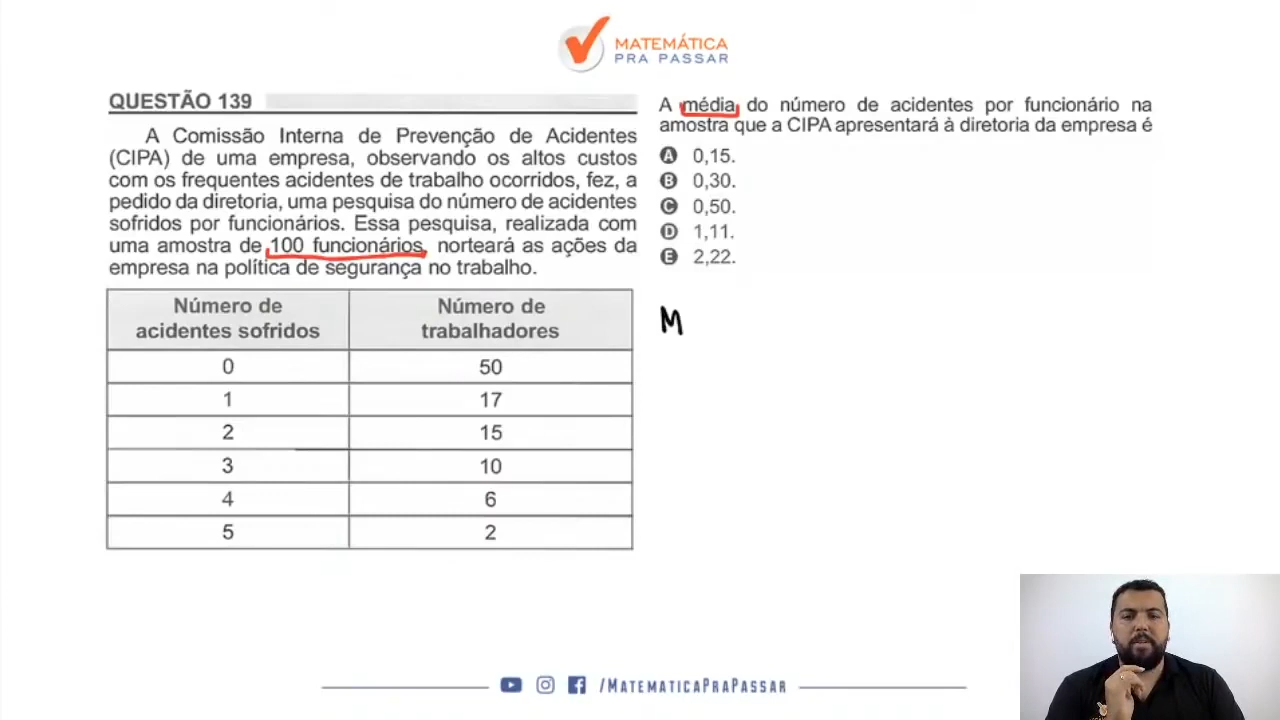 MATEMÁTICA
PRA PASSAR
QUESTÃO 139
A Comissão Interna de Prevenção de Acidentes
(CIPA) de uma empresa, observando os altos custos
com os frequentes acidentes de trabalho ocorridos, fez, a
pedido da diretoria, uma pesquisa do número de acidentes
sofridos por funcionários. Essa pesquisa, realizada com
uma amostra de 100 funcionários, norteará as ações da
empresa na política de segurança no trabalho.
Número de acidentes sofridos Número de trabalhadores
0 50
1 17
2 15
3 10
4 6
5 2
A média do número de acidentes por funcionário na
amostra que a CIPA apresentará à diretoria da empresa é
A 0,15.
B 0,30.
C 0,50.
D 1,11.
E 2,22.
M
/MATEMATICAPRAPASSAR